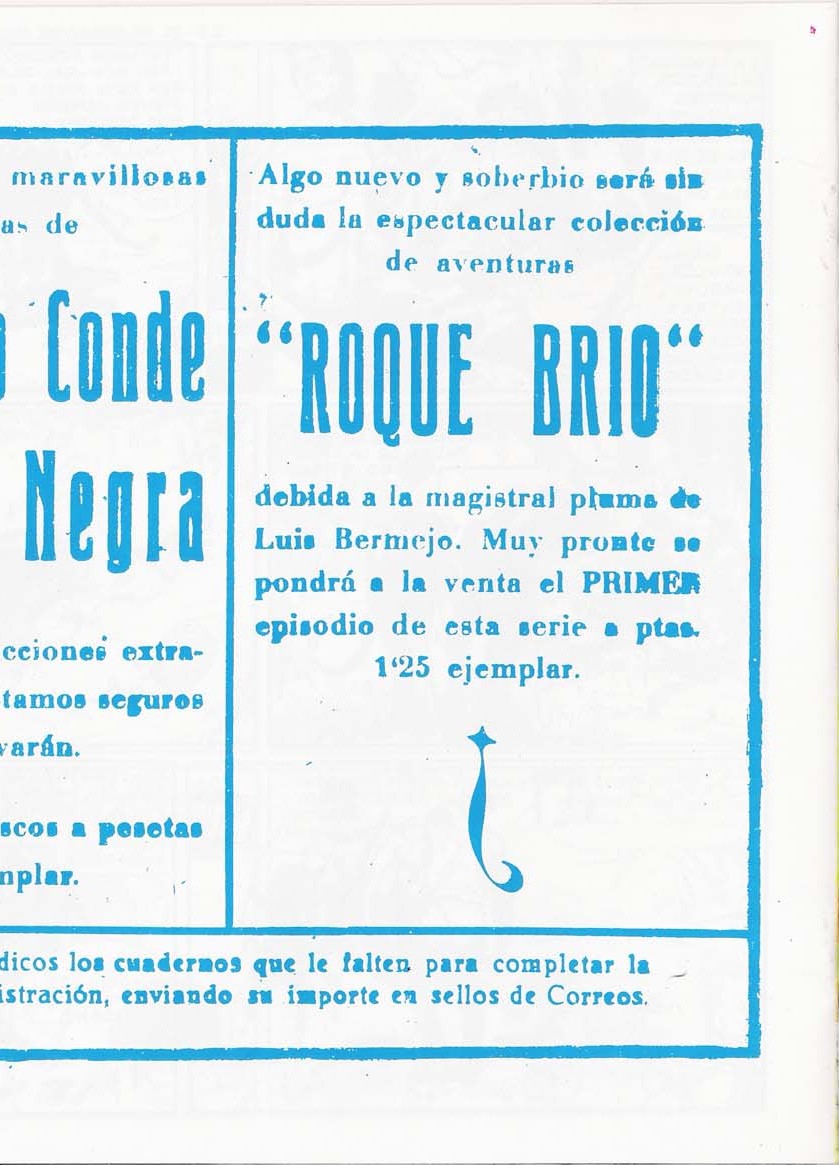 maravillosas
as de
Conde
Negra
cciones extra-
tamos seguros
varán.
scos a pesetas
mplar.
Algo nuevo y soberbio será sin
duda la espectacular colección
de aventuras
“ROQUE BRIO“
debida a la magistral pluma de
Luis Bermejo. Muy pronto se
pondrá a la venta el PRIMER
episodio de esta serie a ptas.
1‘25 ejemplar.
dicos los cuadernos que le falten para completar la
istración, enviando su importe en sellos de Correos.